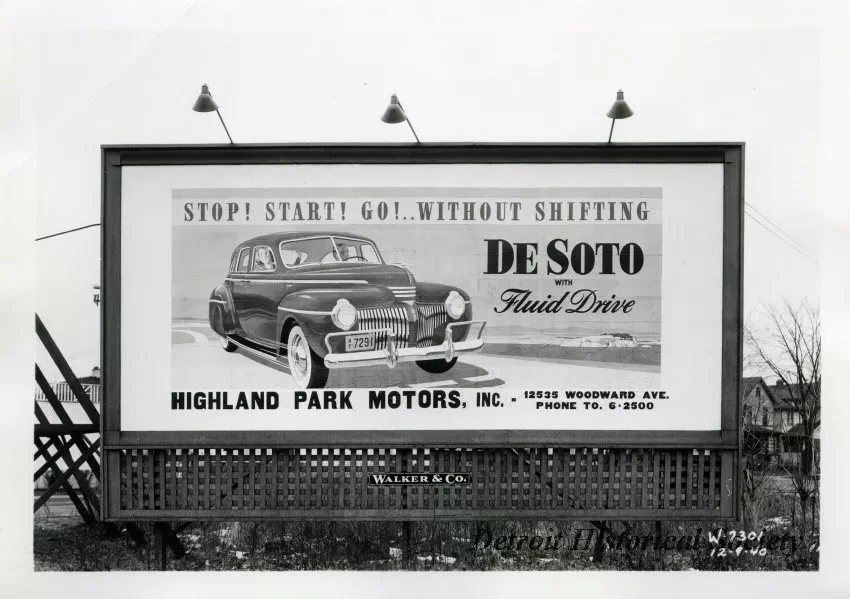 STOP! START! GO!..WITHOUT SHIFTING
DE SOTO
WITH
Fluid Drive
7291
HIGHLAND PARK MOTORS, INC. - 12535 WOODWARD AVE.
PHONE TO. 6-2500
WALKER & CO.
Detroit Historical Society
W-7301
12-9-40